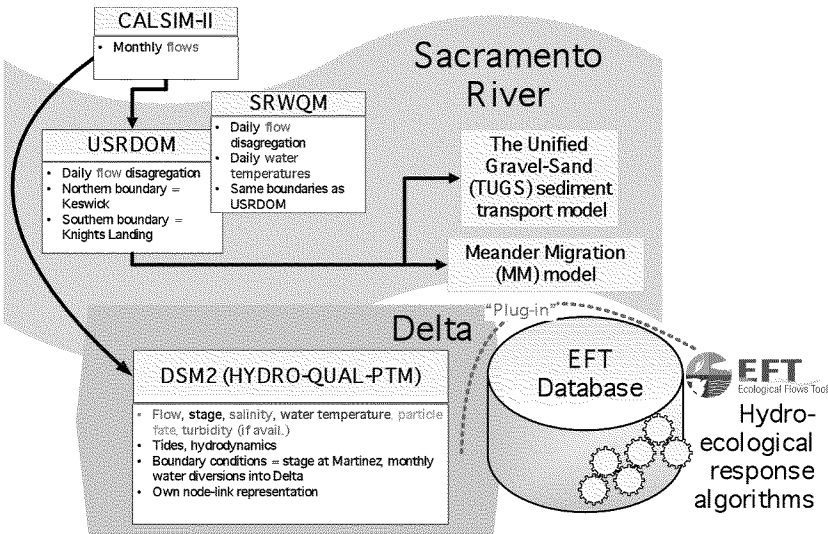 CALSIM-II
• Monthly flows
Sacramento
River
SRWQM
• Daily flow
disagregation
• Daily water
temperatures
• Same boundaries as
USRDOM
USRDOM
• Daily flow disagregation
• Northern boundary =
Keswick
• Southern boundary =
Knights Landing
The Unified
Gravel-Sand
(TUGS) sediment
transport model
Meander Migration
(MM) model
Delta
"Plug-in"
DSM2 (HYDRO-QUAL-PTM)
• Flow, stage, salinity, water temperature, particle
fate, turbidity (if avail.)
• Tides, hydrodynamics
• Boundary conditions = stage at Martinez, monthly
water diversions into Delta
• Own node-link representation
EFT
Database
EFT
Ecological Flows Tool
Hydro-
ecological
response
algorithms